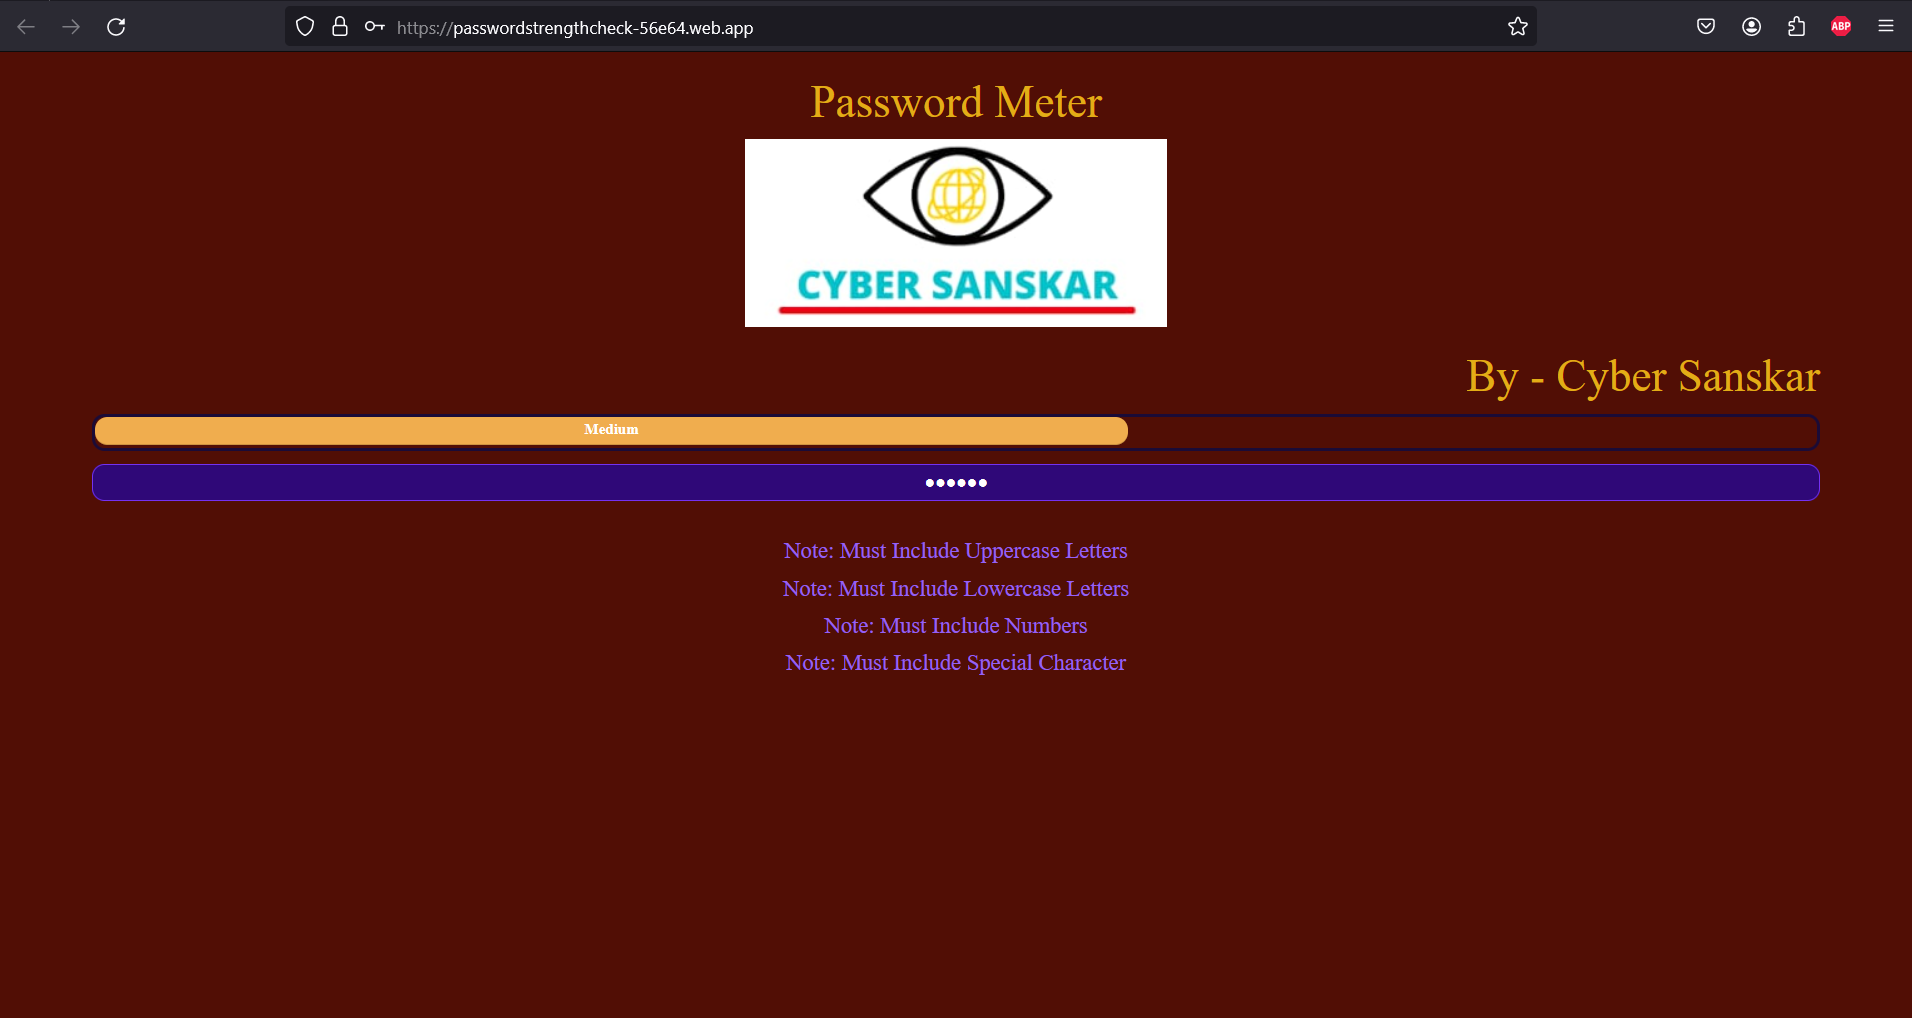 https://passwordstrengthcheck-56e64.web.app
ABP
Password Meter
CYBER SANSKAR
By - Cyber Sanskar
Medium
••••••
Note: Must Include Uppercase Letters
Note: Must Include Lowercase Letters
Note: Must Include Numbers
Note: Must Include Special Character